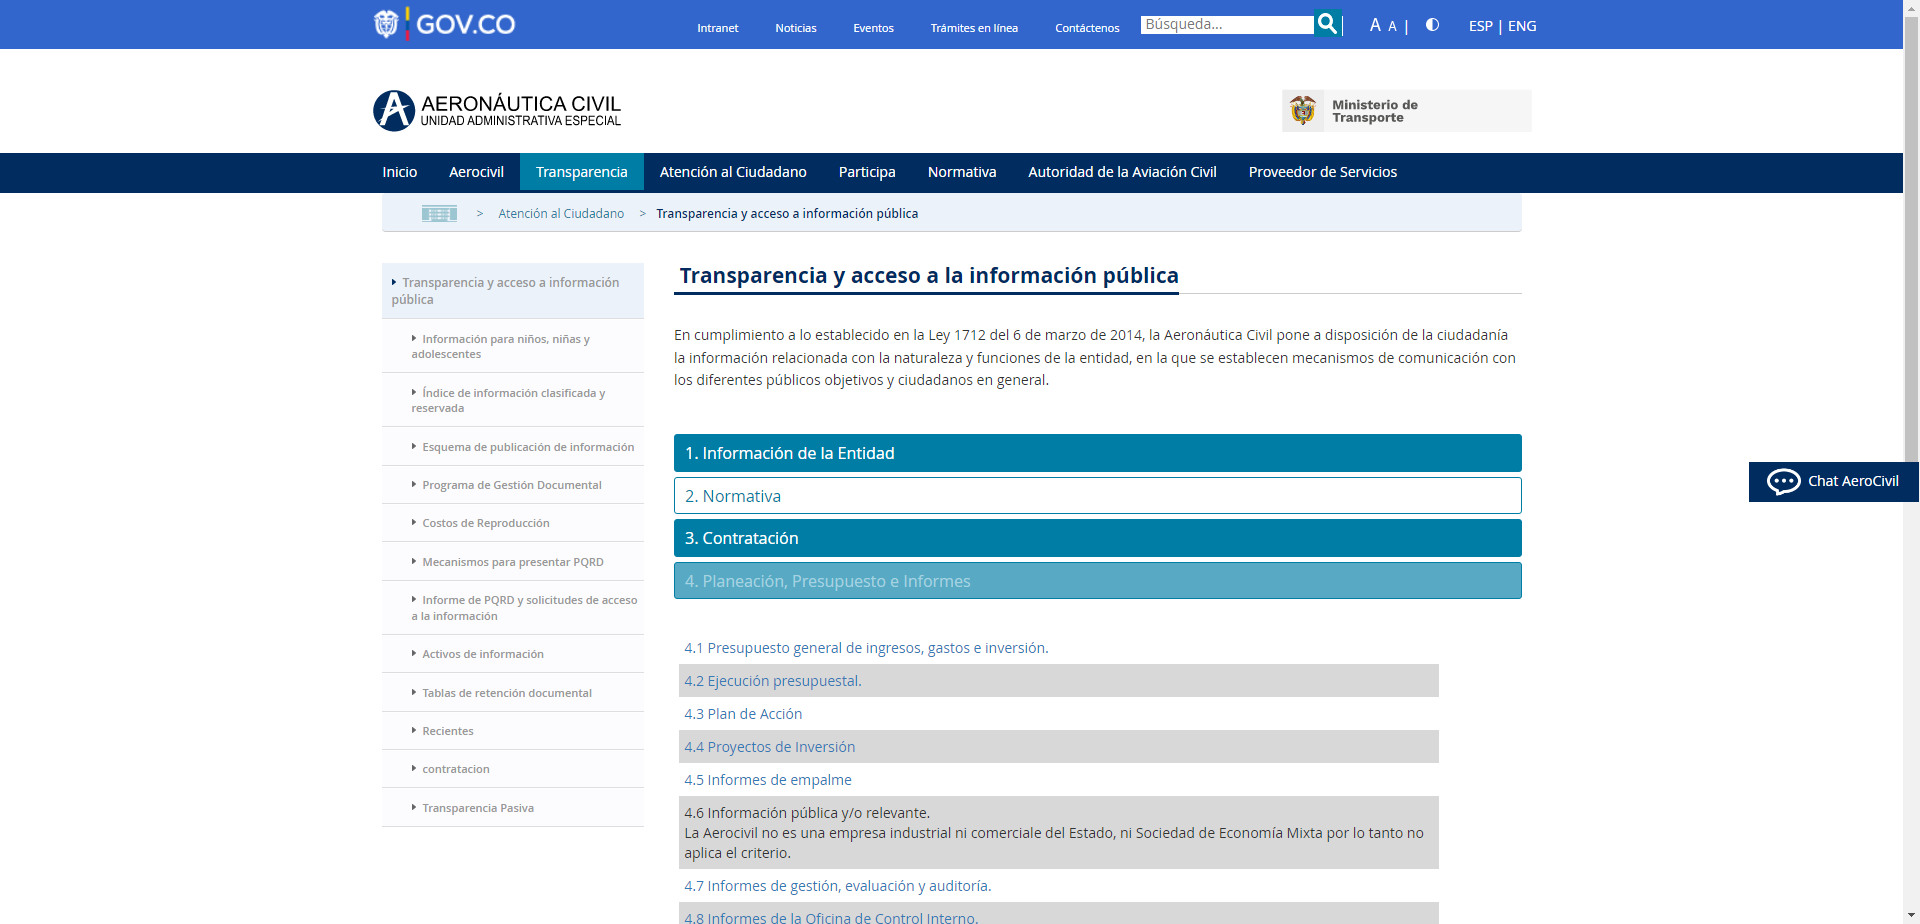 GOV.CO
Intranet
Noticias
Eventos
Trámites en línea
Contáctenos
Búsqueda...
A A |
ESP | ENG
AERONÁUTICA CIVIL
UNIDAD ADMINISTRATIVA ESPECIAL
Ministerio de
Transporte
Inicio
Aerocivil
Transparencia
Atención al Ciudadano
Participa
Normativa
Autoridad de la Aviación Civil
Proveedor de Servicios
> Atención al Ciudadano > Transparencia y acceso a información pública
Transparencia y acceso a información
pública
Información para niños, niñas y
adolescentes
Índice de información clasificada y
reservada
Esquema de publicación de información
Programa de Gestión Documental
Costos de Reproducción
Mecanismos para presentar PQRD
Informe de PQRD y solicitudes de acceso
a la información
Activos de información
Tablas de retención documental
Recientes
contratacion
Transparencia Pasiva
Transparencia y acceso a la información pública
En cumplimiento a lo establecido en la Ley 1712 del 6 de marzo de 2014, la Aeronáutica Civil pone a disposición de la ciudadanía
la información relacionada con la naturaleza y funciones de la entidad, en la que se establecen mecanismos de comunicación con
los diferentes públicos objetivos y ciudadanos en general.
1. Información de la Entidad
2. Normativa
3. Contratación
4. Planeación, Presupuesto e Informes
4.1 Presupuesto general de ingresos, gastos e inversión.
4.2 Ejecución presupuestal.
4.3 Plan de Acción
4.4 Proyectos de Inversión
4.5 Informes de empalme
4.6 Información pública y/o relevante.
La Aerocivil no es una empresa industrial ni comerciale del Estado, ni Sociedad de Economía Mixta por lo tanto no
aplica el criterio.
4.7 Informes de gestión, evaluación y auditoría.
4.8 Informes de la Oficina de Control Interno.
Chat AeroCivil